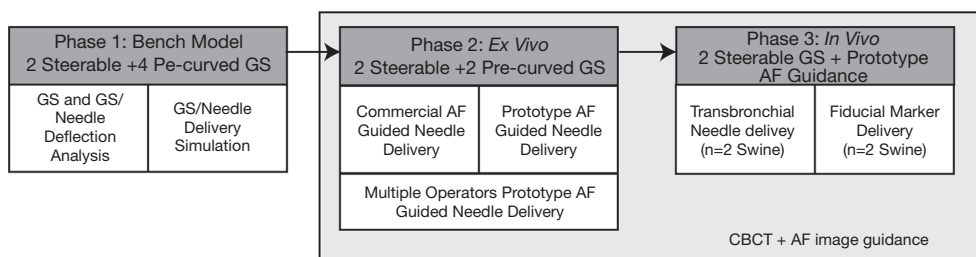 Phase 1: Bench Model
2 Steerable +4 Pe-curved GS
GS and GS/
Needle
Deflection
Analysis
GS/Needle
Delivery
Simulation
Phase 2: Ex Vivo
2 Steerable +2 Pre-curved GS
Commercial AF
Guided Needle
Delivery
Prototype AF
Guided Needle
Delivery
Multiple Operators Prototype AF
Guided Needle Delivery
Phase 3: In Vivo
2 Steerable GS + Prototype
AF Guidance
Transbronchial
Needle delivey
(n=2 Swine)
Fiducial Marker
Delivery
(n=2 Swine)
CBCT + AF image guidance